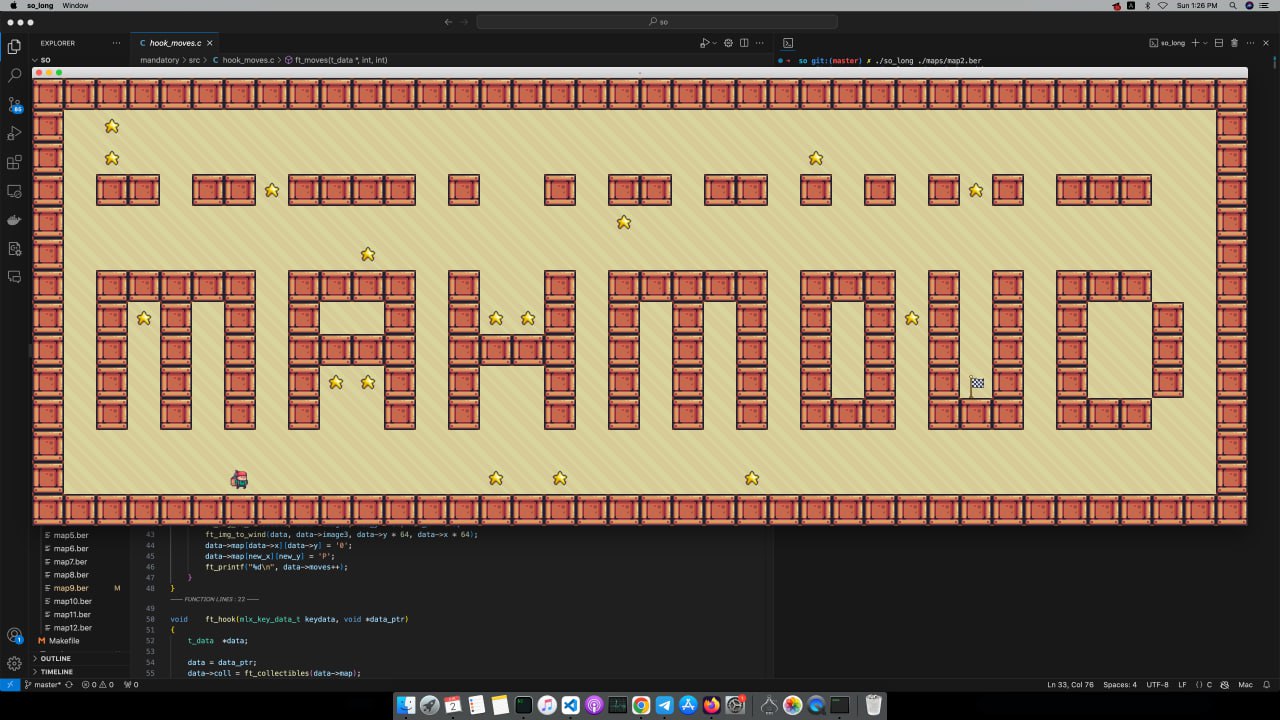 so_long Window A Sun 1:26 PM
so
EXPLORER
hook_moves.c
so_long
SO
mandatory > src > hook_moves.c > ft_moves(t_data *, int, int)
so git:(master) ✗ ./so_long ./maps/map2.ber
86
MAHMOUD
map5.ber
map6.ber
map7.ber
map8.ber
map9.ber M
map10.ber
map11.ber
map12.ber
Makefile
OUTLINE
TIMELINE
43 ft_img_to_wind(data, data->image3, data->y * 64, data->x * 64);
44 data->map[data->x][data->y] = '0';
45 data->map[new_x][new_y] = 'P';
46 ft_printf("%d\n", data->moves++);
47 }
48 }
FUNCTION LINES : 22
49
50 void ft_hook(mlx_key_data_t keydata, void *data_ptr)
51 {
52 t_data *data;
53
54 data = data_ptr;
55 data->coll = ft_collectibles(data->map);
1
master* 0 0 0 Ln 33, Col 76 Spaces: 4 UTF-8 LF {} C Mac
2